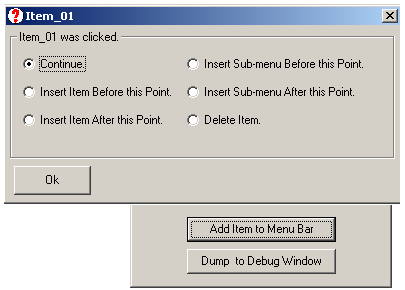 Item_01
Item_01 was clicked.
Continue.
Insert Sub-menu Before this Point.
Insert Item Before this Point.
Insert Sub-menu After this Point.
Insert Item After this Point.
Delete Item.
Ok
Add Item to Menu Bar
Dump to Debug Window